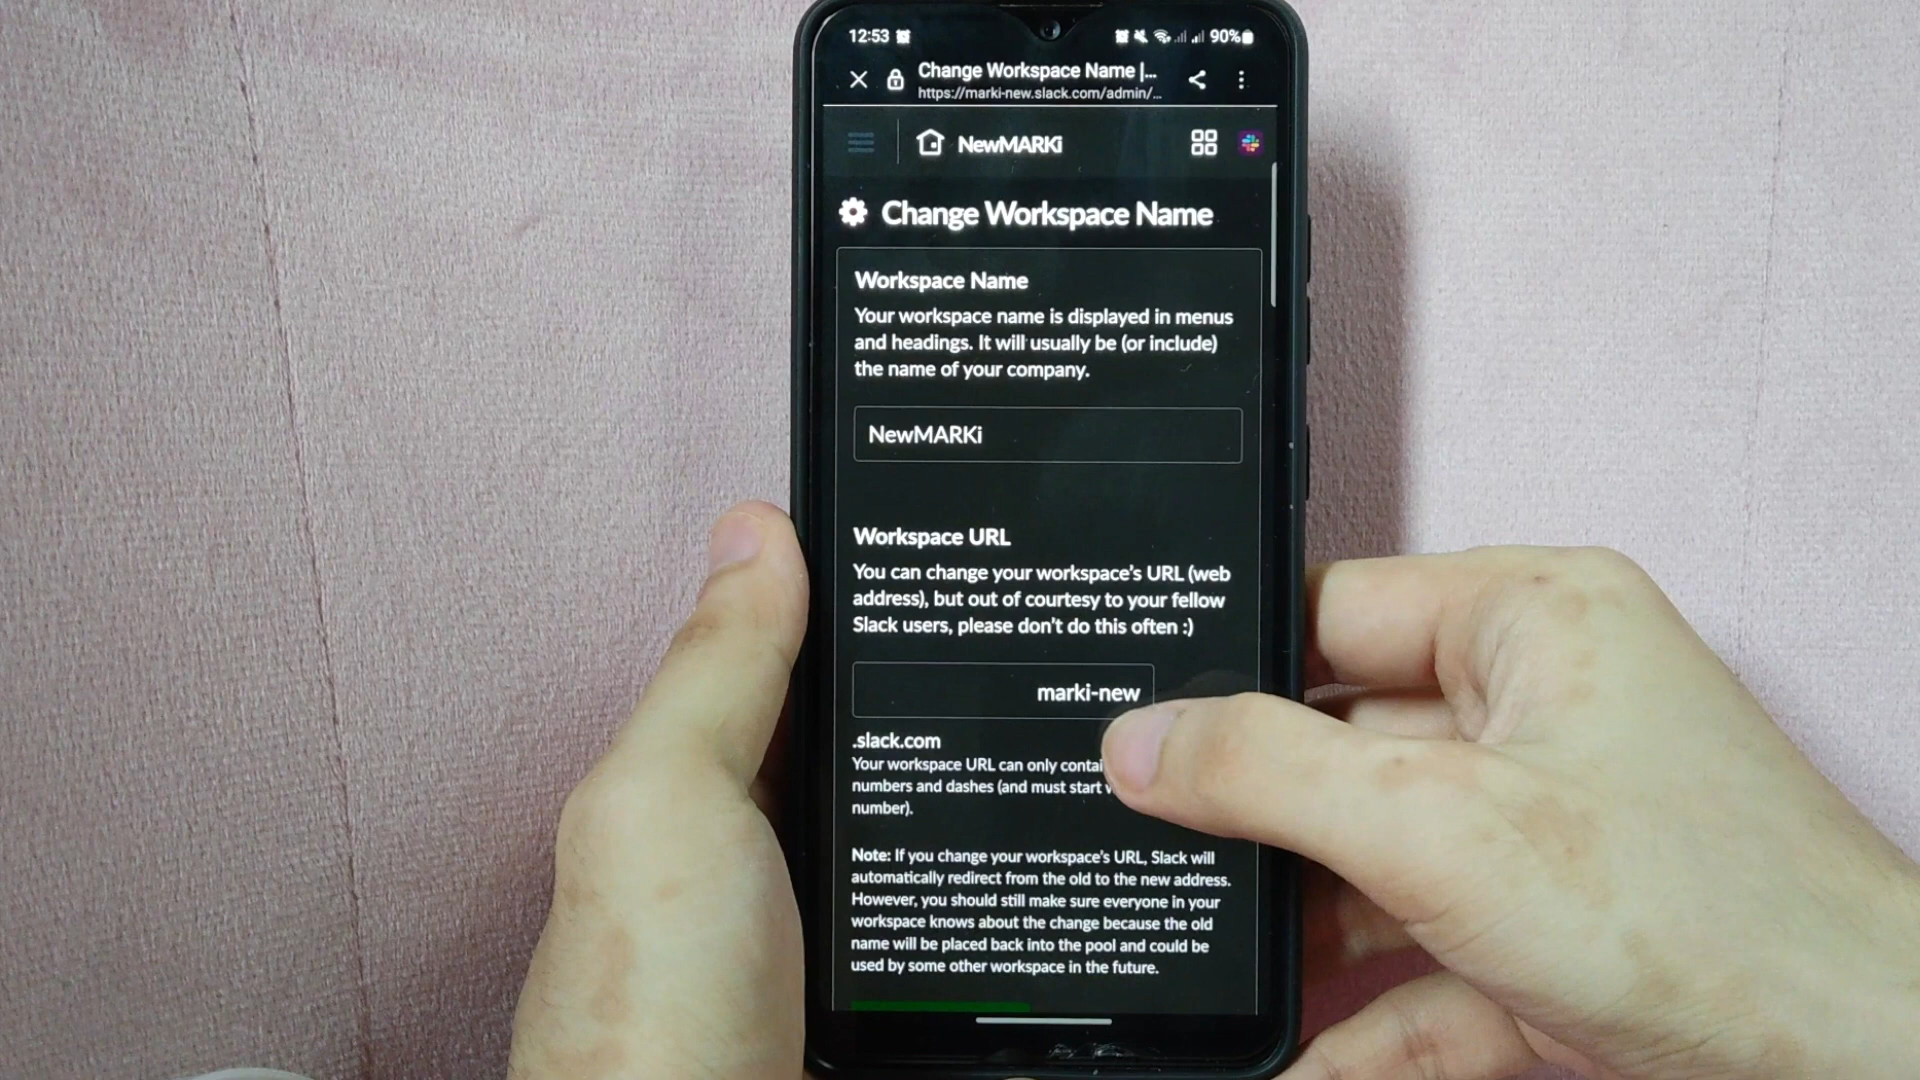 12:53
90%
Change Workspace Name |...
https://marki-new.slack.com/admin/...
NewMARKi
Change Workspace Name
Workspace Name
Your workspace name is displayed in menus
and headings. It will usually be (or include)
the name of your company.
NewMARKi
Workspace URL
You can change your workspace's URL (web
address), but out of courtesy to your fellow
Slack users, please don't do this often :)
marki-new
.slack.com
Your workspace URL can only
numbers and dashes (and must start
number).
Note: If you change your workspace's URL, Slack will
automatically redirect from the old to the new address.
However, you should still make sure everyone in your
workspace knows about the change because the old
name will be placed back into the pool and could be
used by some other workspace in the future.